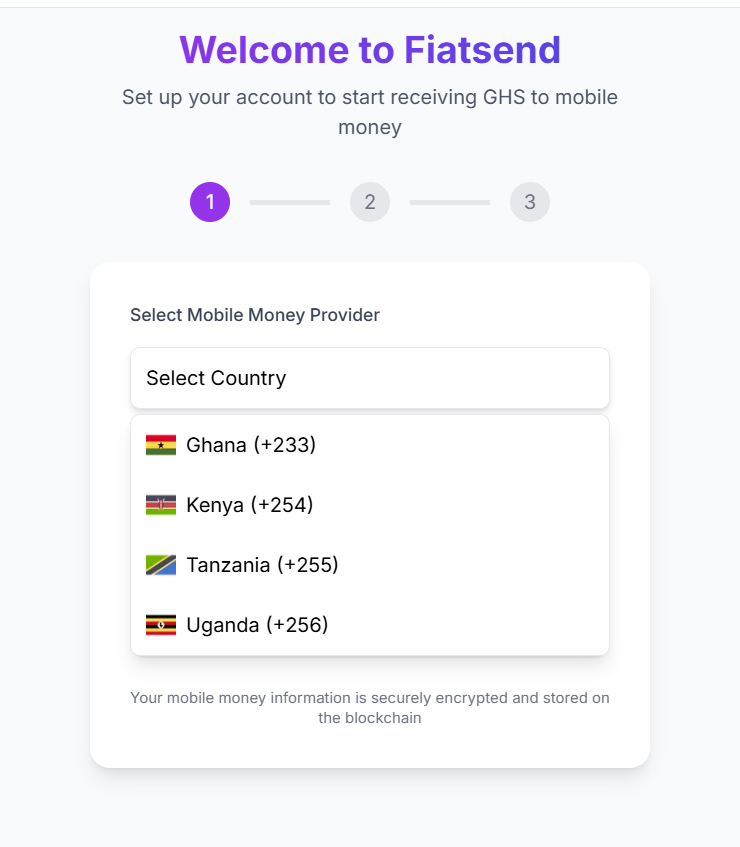 Welcome to Fiatsend
Set up your account to start receiving GHS to mobile
money
1
2
3
Select Mobile Money Provider
Select Country
Ghana (+233)
Kenya (+254)
Tanzania (+255)
Uganda (+256)
Your mobile money information is securely encrypted and stored on
the blockchain